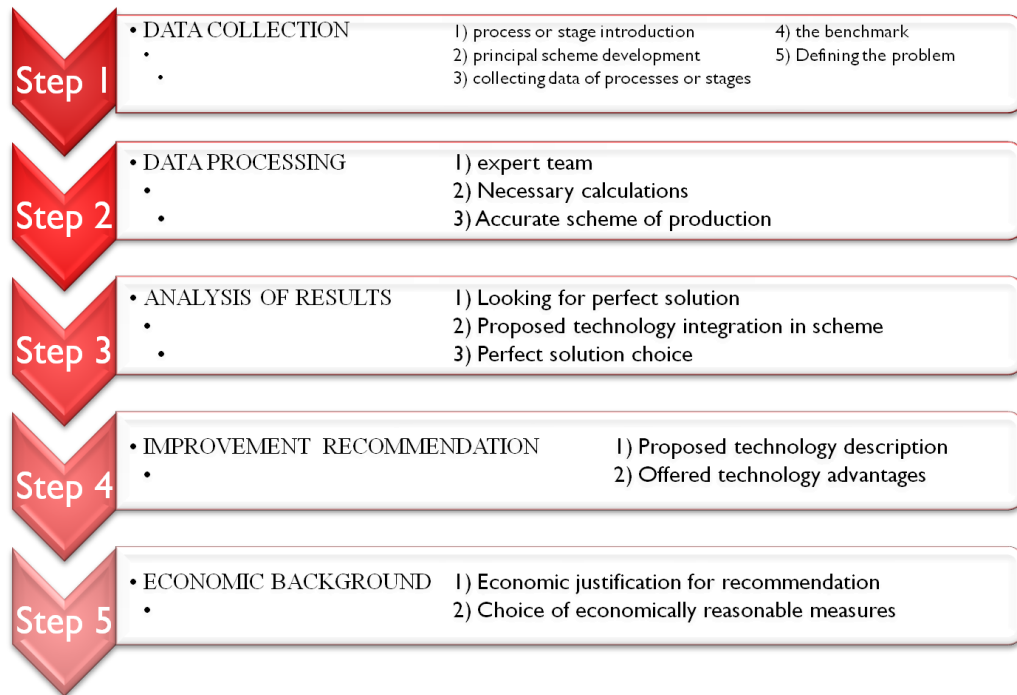 Step 1
• DATA COLLECTION
1) process or stage introduction
2) principal scheme development
3) collecting data of processes or stages
4) the benchmark
5) Defining the problem
Step 2
• DATA PROCESSING
1) expert team
2) Necessary calculations
3) Accurate scheme of production
Step 3
• ANALYSIS OF RESULTS
1) Looking for perfect solution
2) Proposed technology integration in scheme
3) Perfect solution choice
Step 4
• IMPROVEMENT RECOMMENDATION
1) Proposed technology description
2) Offered technology advantages
Step 5
• ECONOMIC BACKGROUND
1) Economic justification for recommendation
2) Choice of economically reasonable measures